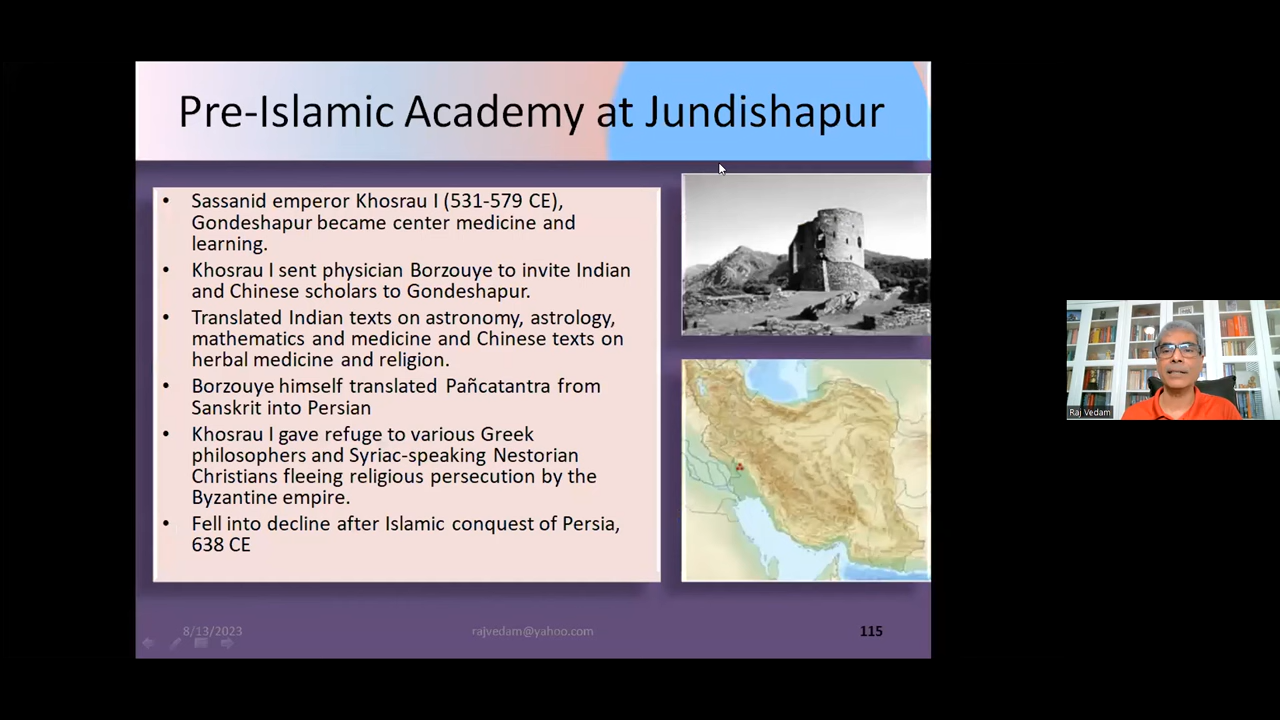 Pre-Islamic Academy at Jundishapur
• Sassanid emperor Khosrau I (531-579 CE),
Gondeshapur became center medicine and
learning.
• Khosrau I sent physician Borzouye to invite Indian
and Chinese scholars to Gondeshapur.
• Translated Indian texts on astronomy, astrology,
mathematics and medicine and Chinese texts on
herbal medicine and religion.
• Borzouye himself translated Pañcatantra from
Sanskrit into Persian
• Khosrau I gave refuge to various Greek
philosophers and Syriac-speaking Nestorian
Christians fleeing religious persecution by the
Byzantine empire.
• Fell into decline after Islamic conquest of Persia,
638 CE
8/13/2023
rajvedam@yahoo.com
115
Raj Vedam